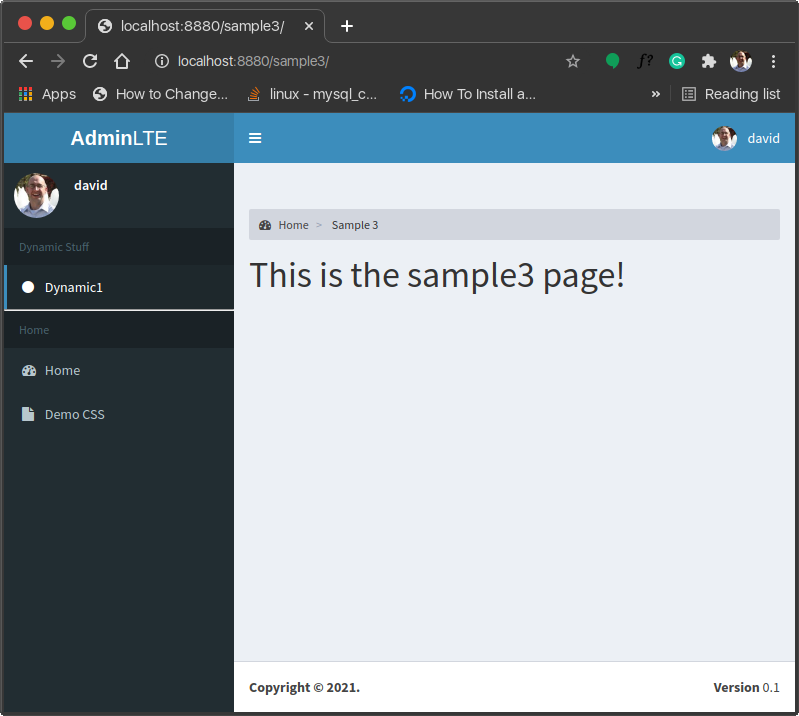 localhost:8880/sample3/
localhost:8880/sample3/
f?
Apps How to Change... linux - mysql_c... How To Install a... » Reading list
AdminLTE
david
david
Dynamic Stuff
Dynamic1
Home
Home
Demo CSS
Home > Sample 3
This is the sample3 page!
Copyright © 2021.
Version 0.1